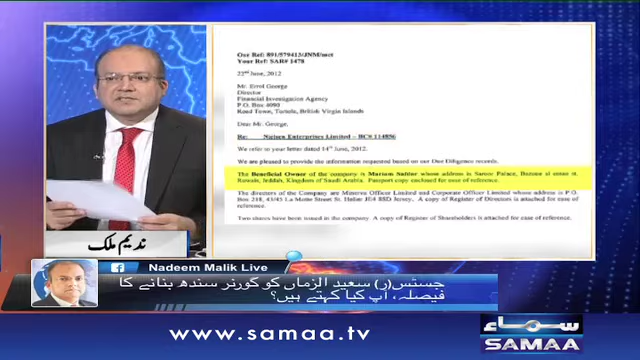 Our Ref: 891/579413/JNM/mct
Your Ref: SAR# 1478
22nd June, 2012
Mr. Errol George
Director
Financial Investigation Agency
P.O. Box 4090
Road Town, Tortola, British Virgin Islands
Dear Mr. George,
Re: Nielsen Enterprises Limited – BC#
We refer to your letter dated 14th June, 2012.
We are pleased to provide the information requested based on our Due Diligence records.
The Beneficial Owner of the company is Mariam Safdar whose address is Saroor Palace,
Ruwais, Jeddah, Kingdom of Saudi Arabia. Passport copy enclosed for ease of reference.
The directors of the Company are Minerva Officer Limited and Corporate Officer Limited whose address is P.O.
Box 218, 43/45 La Motte Street St. Helier JE4 8SD Jersey. A copy of Register of Directors is attached for ease of
reference.
Two shares have been issued in the company. A copy of Register of Shareholders is attached for ease of reference.
ندیم ملک
f Nadeem Malik Live
جسٹس(ر) سعید الزماں کو گورنر سندھ بنانے کا
فیصلہ، آپ کیا کہتے ہیں؟
www.samaa.tv
سماء
SAMAA